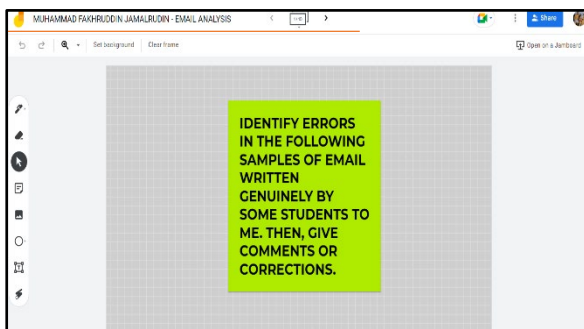 MUHAMMAD FAKHRUDDIN JAMALRUDIN - EMAIL ANALYSIS
Share
Set background
Clear frame
Open on a Jamboard
IDENTIFY ERRORS
IN THE FOLLOWING
SAMPLES OF EMAIL
WRITTEN
GENUINELY BY
SOME STUDENTS TO
ME. THEN, GIVE
COMMENTS OR
CORRECTIONS.